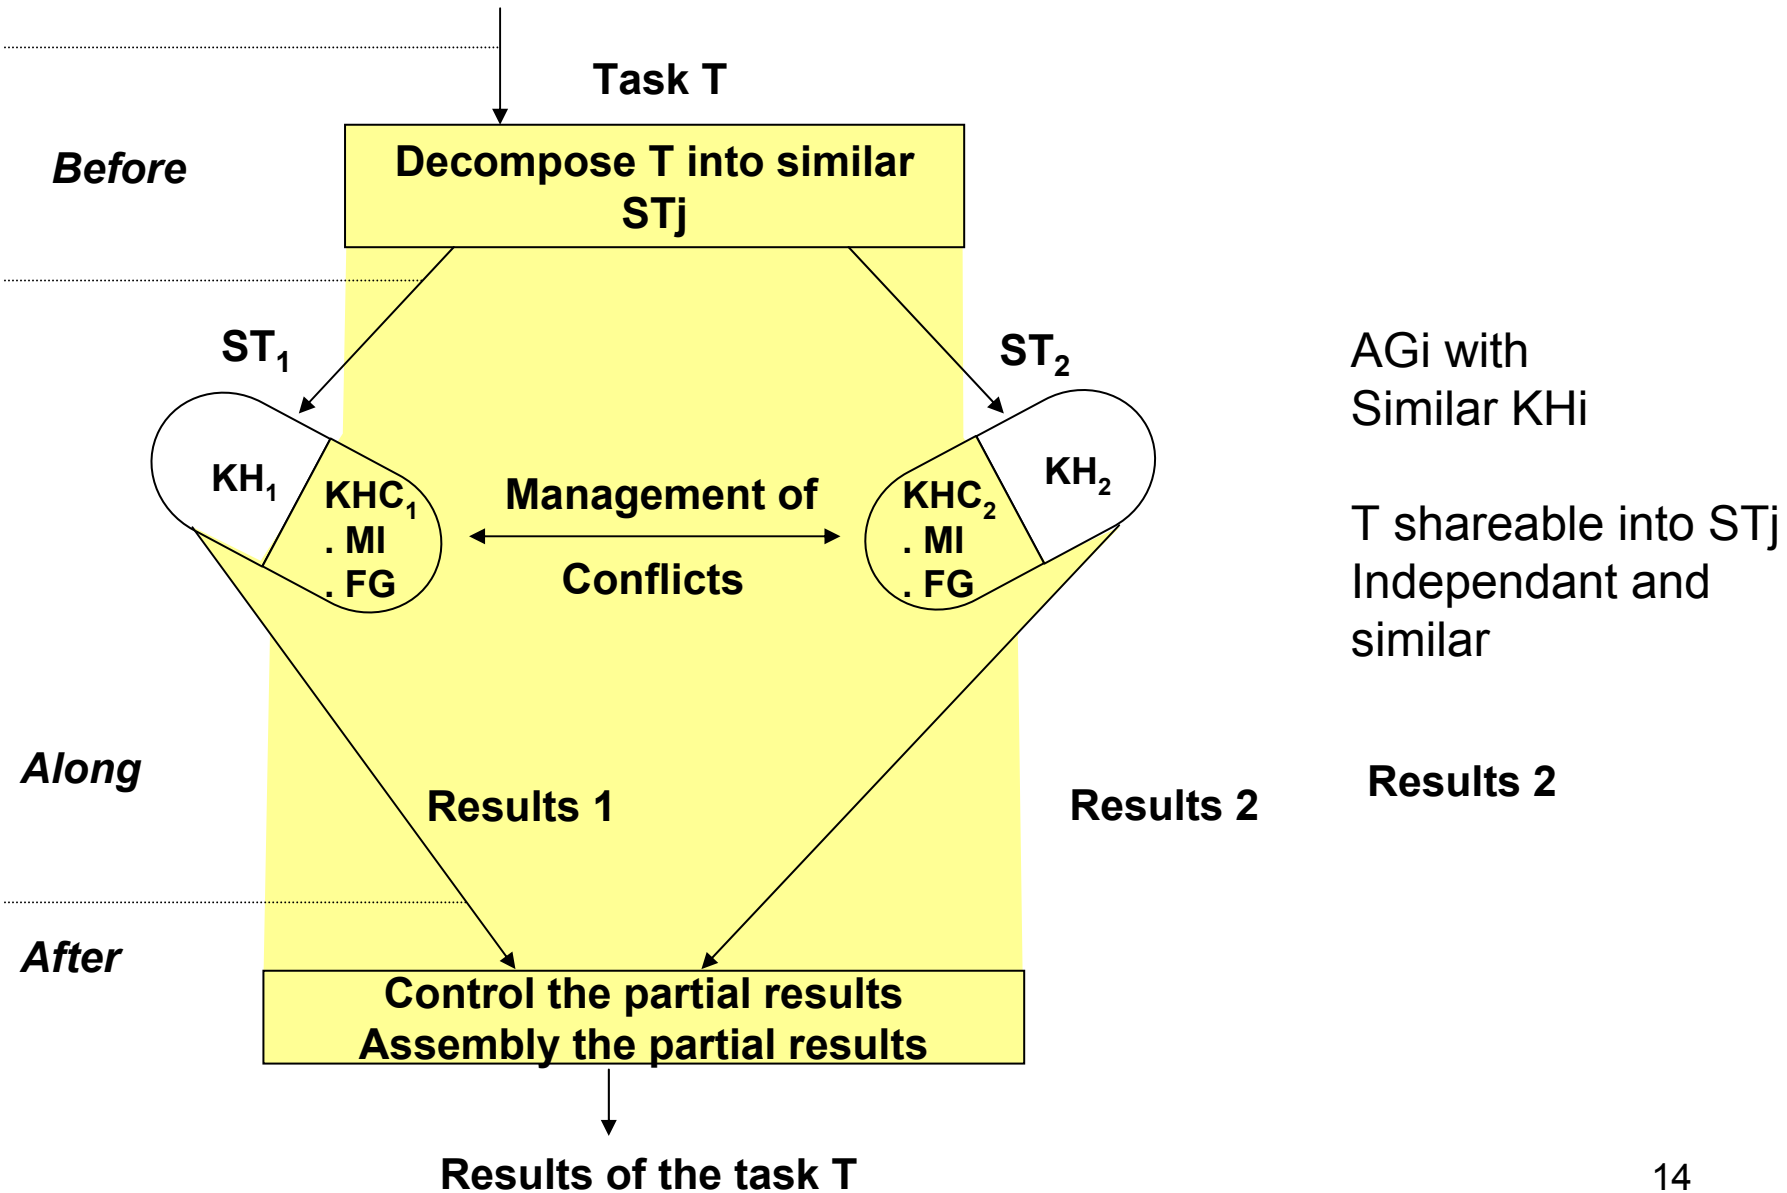 Task T
Before
Decompose T into similar
STj
ST1
ST2
AGi with
Similar KHi
KH1
KHC1
. MI
. FG
Management of
Conflicts
KHC2
. MI
. FG
KH2
T shareable into STj
Independant and
similar
Along
Results 1
Results 2
Results 2
After
Control the partial results
Assembly the partial results
Results of the task T
14